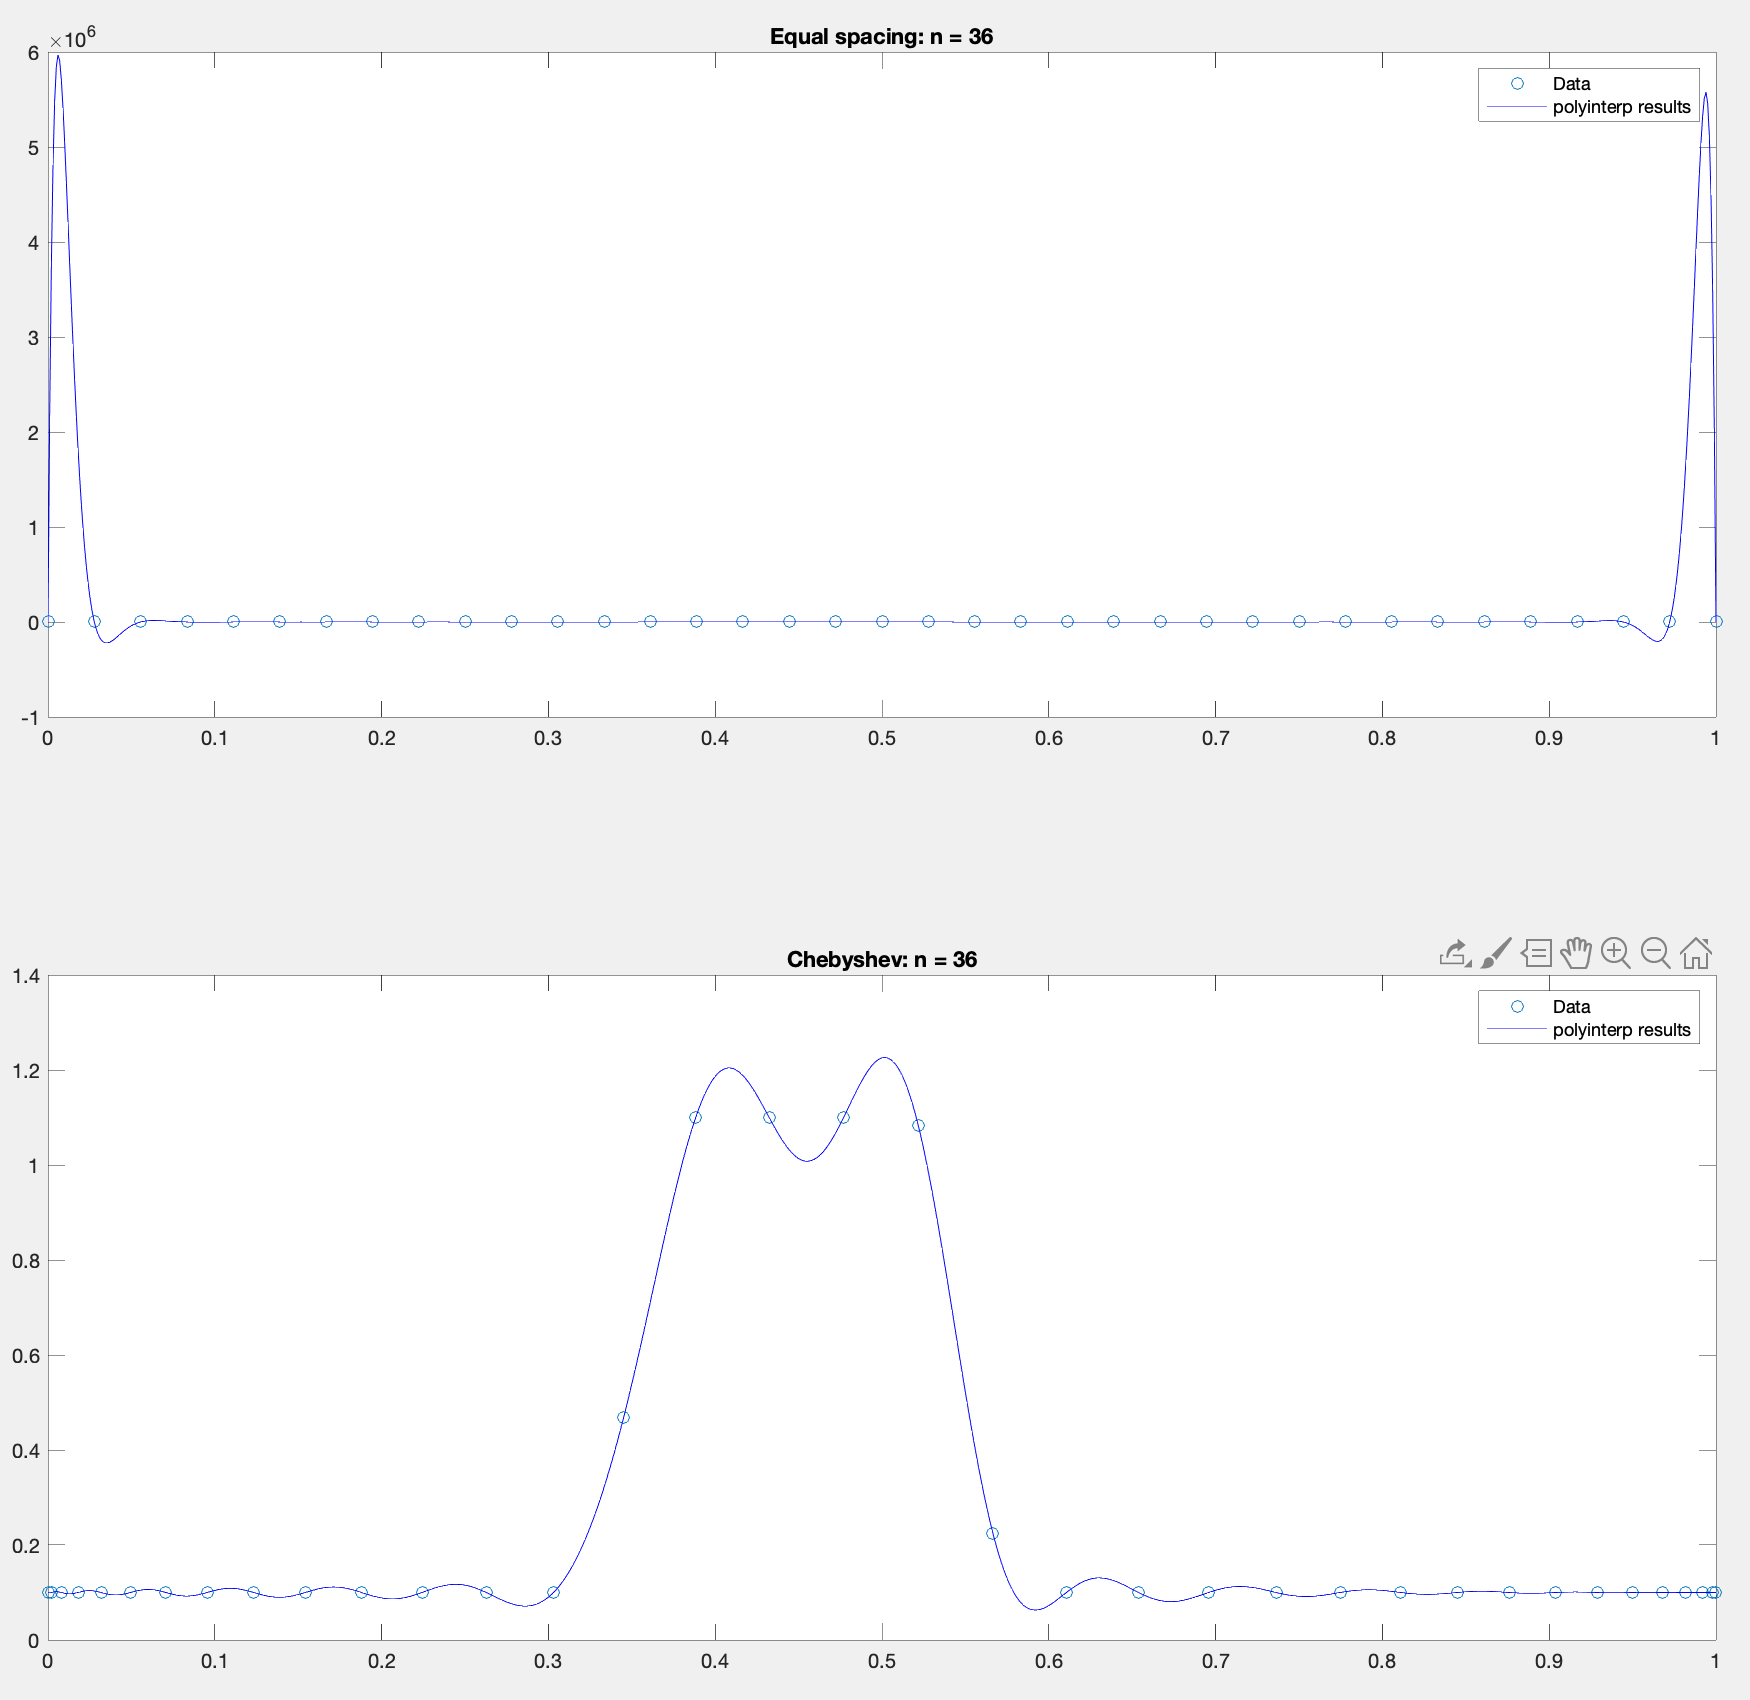 Equal spacing: n = 36
×10⁶
6
5
4
3
2
1
0
-1
0 0.1 0.2 0.3 0.4 0.5 0.6 0.7 0.8 0.9 1
Data
polyinterp results
Chebyshev: n = 36
1.4
1.2
1
0.8
0.6
0.4
0.2
0
0 0.1 0.2 0.3 0.4 0.5 0.6 0.7 0.8 0.9 1
Data
polyinterp results